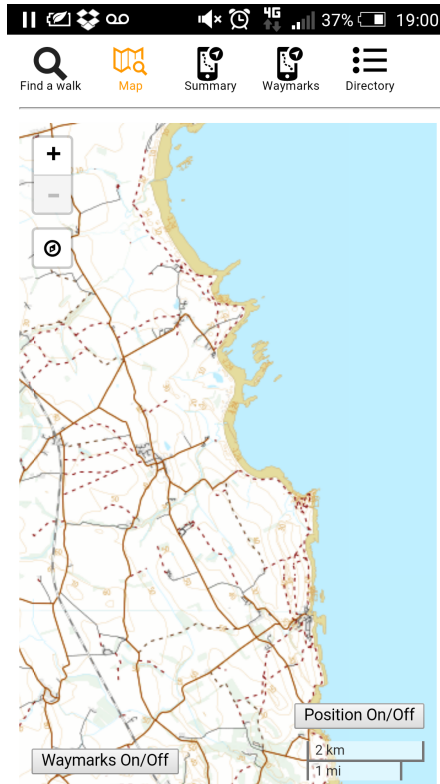 4G
37%
19:00
Find a walk
Map
Summary
Waymarks
Directory
+
−
Position On/Off
Waymarks On/Off
2 km
1 mi